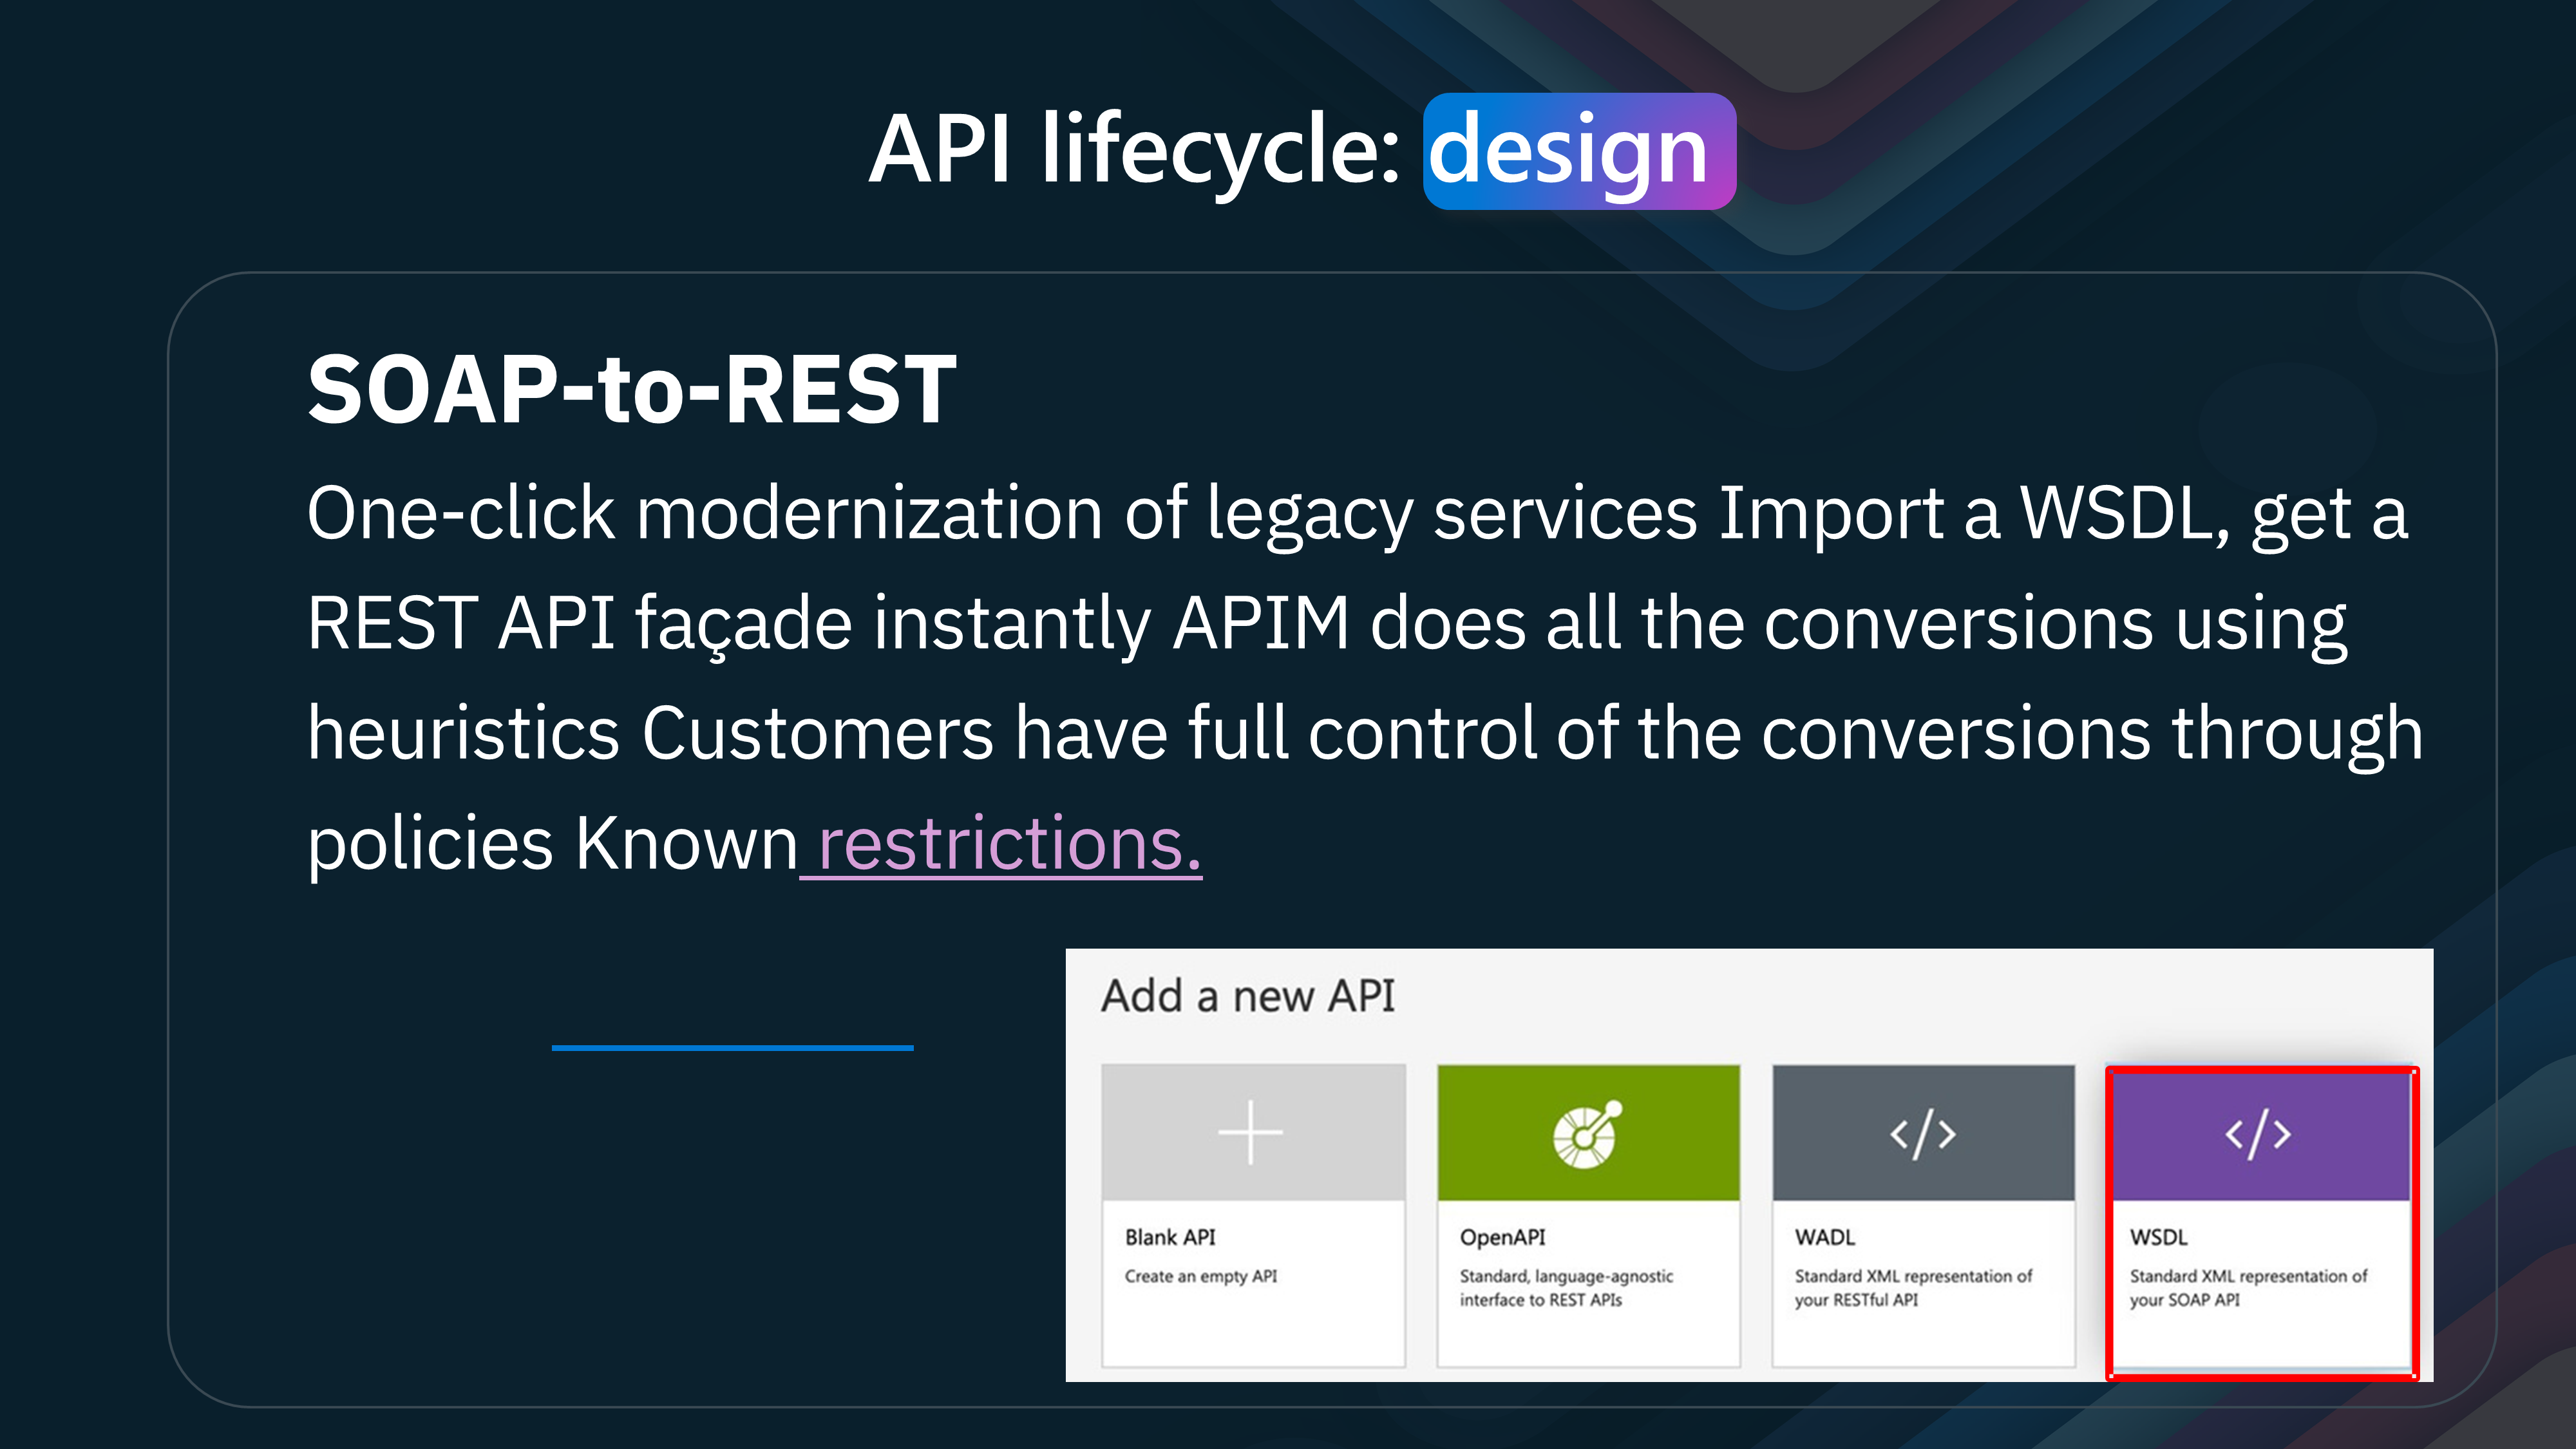 API lifecycle: design
SOAP-to-REST
One-click modernization of legacy services Import a WSDL, get a
REST API façade instantly APIM does all the conversions using
heuristics Customers have full control of the conversions through
policies Known restrictions.
Add a new API
Blank API
Create an empty API
OpenAPI
Standard, language-agnostic
interface to REST APIs
WADL
Standard XML representation of
your RESTful API
WSDL
Standard XML representation of
your SOAP API